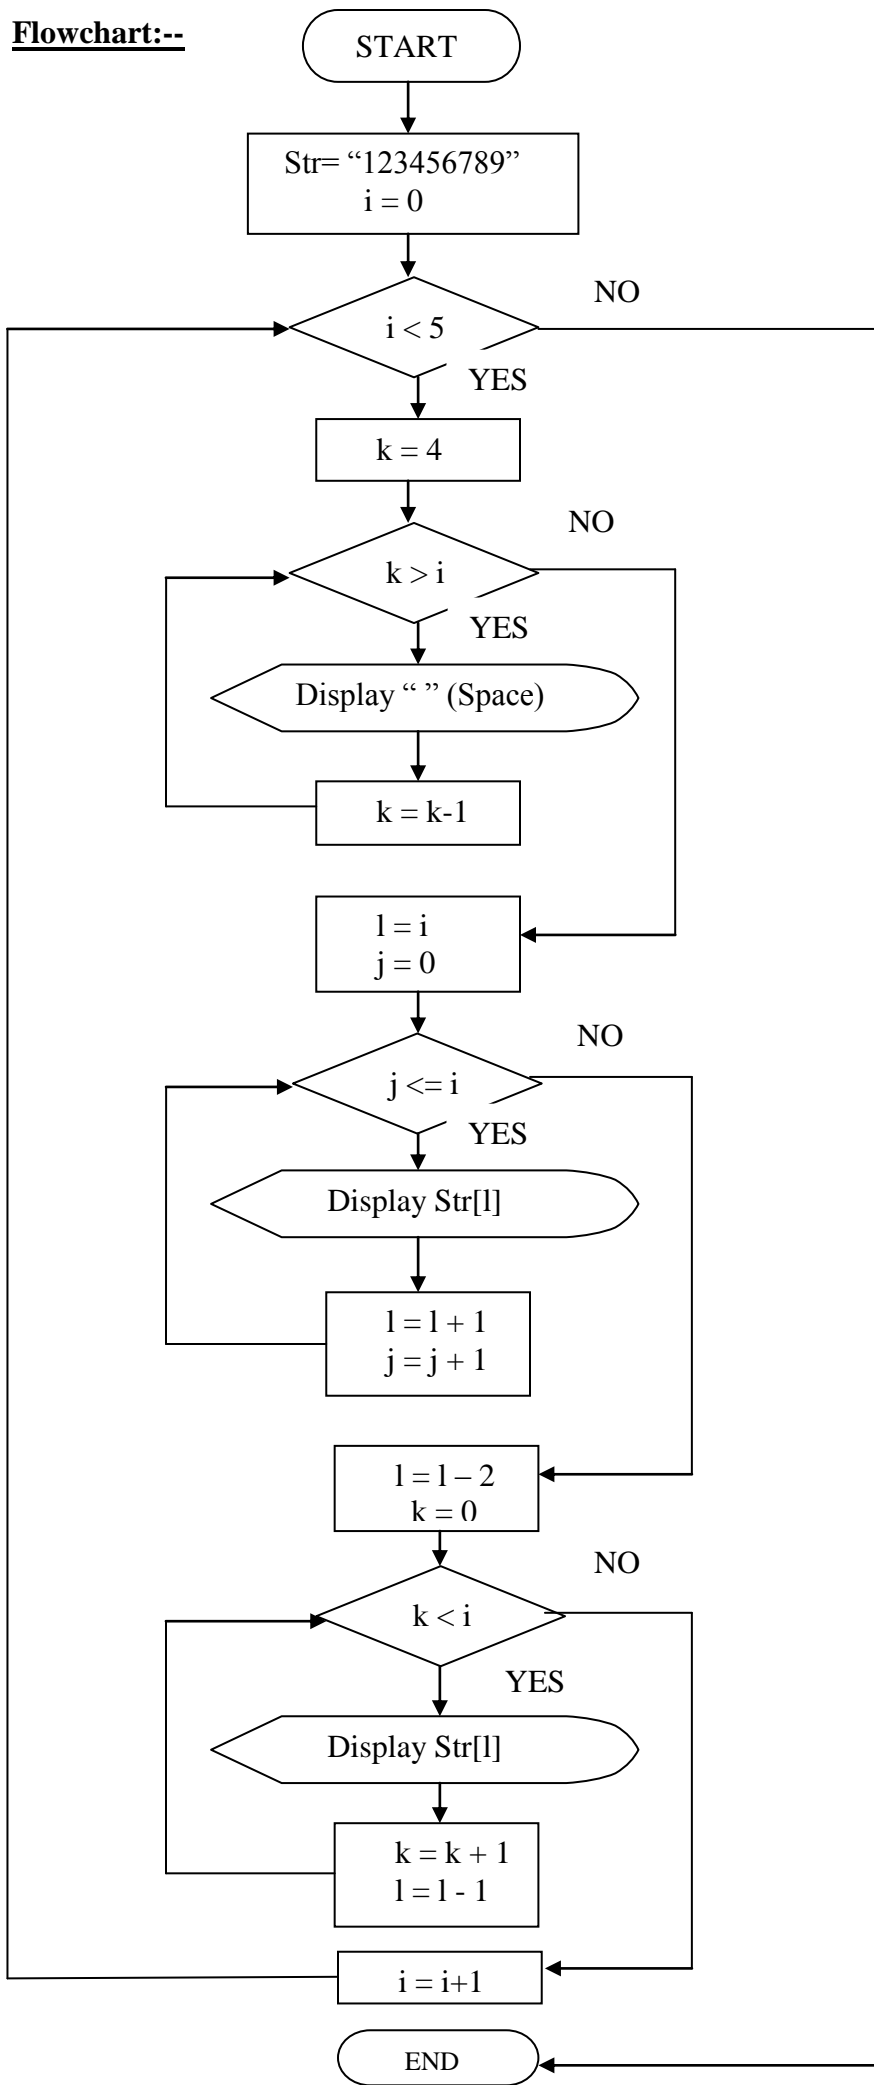 Flowchart:--
START
Str= “123456789”
i = 0
i < 5
NO
YES
k = 4
k > i
NO
YES
Display “ ” (Space)
k = k-1
l = i
j = 0
j <= i
NO
YES
Display Str[l]
l = l + 1
j = j + 1
l = l – 2
k = 0
k < i
NO
YES
Display Str[l]
k = k + 1
l = l - 1
i = i+1
END